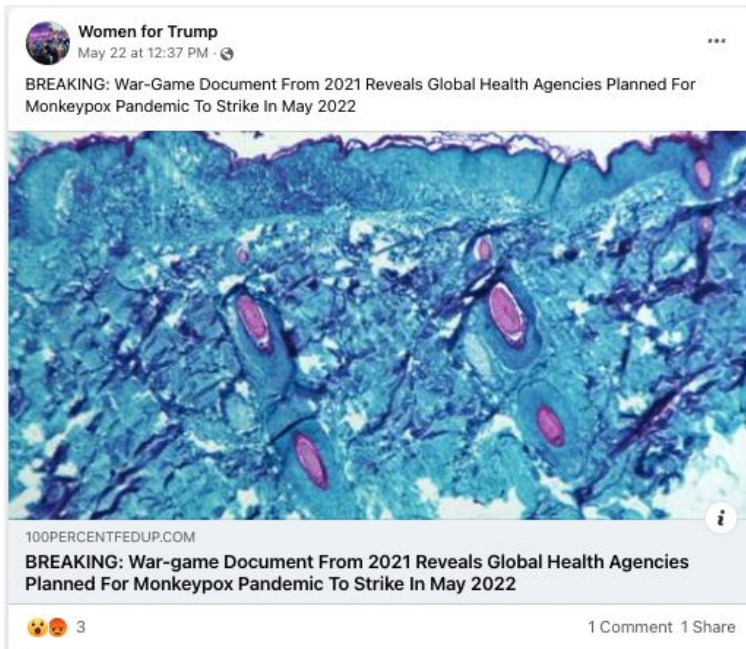 Women for Trump
May 22 at 12:37 PM ·
BREAKING: War-Game Document From 2021 Reveals Global Health Agencies Planned For
Monkeypox Pandemic To Strike In May 2022
100PERCENTFEDUP.COM
BREAKING: War-game Document From 2021 Reveals Global Health Agencies
Planned For Monkeypox Pandemic To Strike In May 2022
3
1 Comment 1 Share